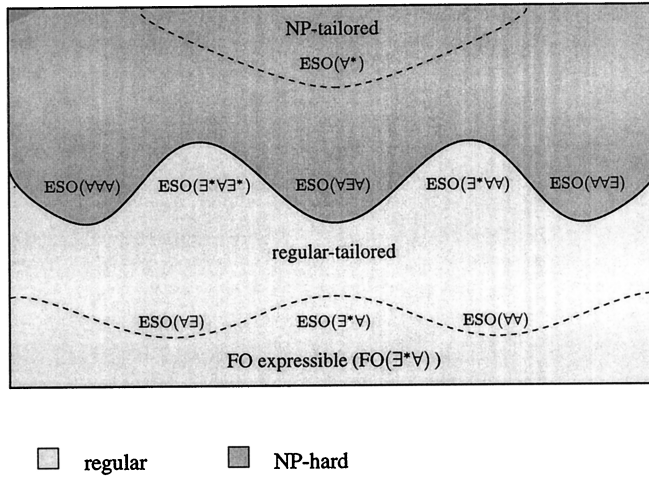 NP-tailored
ESO(∀*)
ESO(∀∀∀) ESO(∃*∀∃*) ESO(∀∃∀) ESO(∃*∀∀) ESO(∀∀∃)
regular-tailored
ESO(∀∃) ESO(∃*∀) ESO(∀∀)
FO expressible (FO(∃*∀) )
regular NP-hard